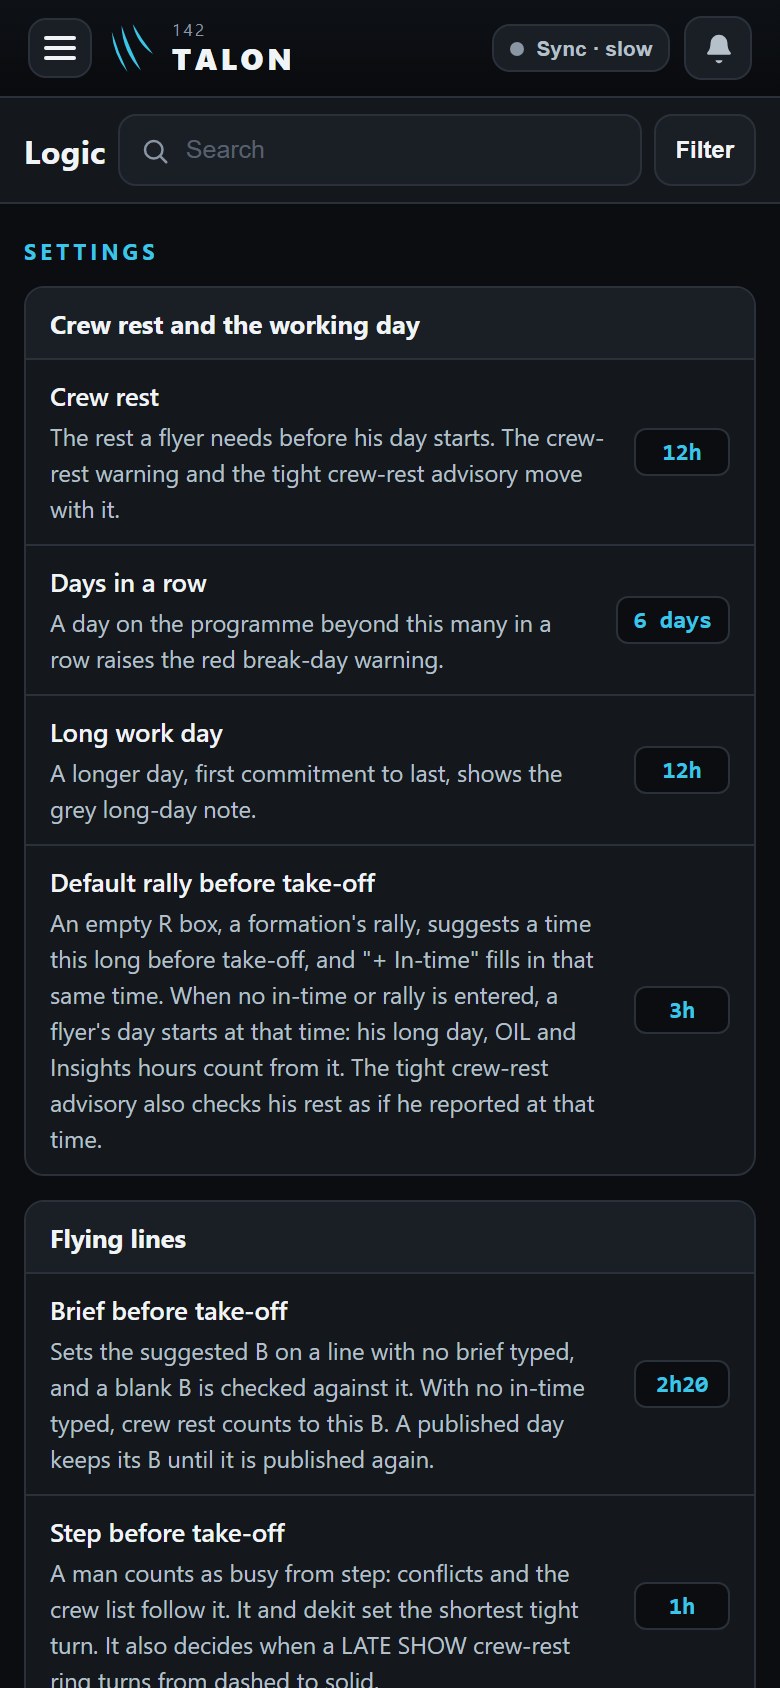 142
TALON
Sync · slow
Logic
Search
Filter
SETTINGS
Crew rest and the working day
Crew rest
The rest a flyer needs before his day starts. The crew-
rest warning and the tight crew-rest advisory move
with it.
12h
Days in a row
A day on the programme beyond this many in a
row raises the red break-day warning.
6 days
Long work day
A longer day, first commitment to last, shows the
grey long-day note.
12h
Default rally before take-off
An empty R box, a formation's rally, suggests a time
this long before take-off, and "+ In-time" fills in that
same time. When no in-time or rally is entered, a
flyer's day starts at that time: his long day, OIL and
Insights hours count from it. The tight crew-rest
advisory also checks his rest as if he reported at that
time.
3h
Flying lines
Brief before take-off
Sets the suggested B on a line with no brief typed,
and a blank B is checked against it. With no in-time
typed, crew rest counts to this B. A published day
keeps its B until it is published again.
2h20
Step before take-off
A man counts as busy from step: conflicts and the
crew list follow it. It and dekit set the shortest tight
turn. It also decides when a LATE SHOW crew-rest
ring turns from dashed to solid.
1h